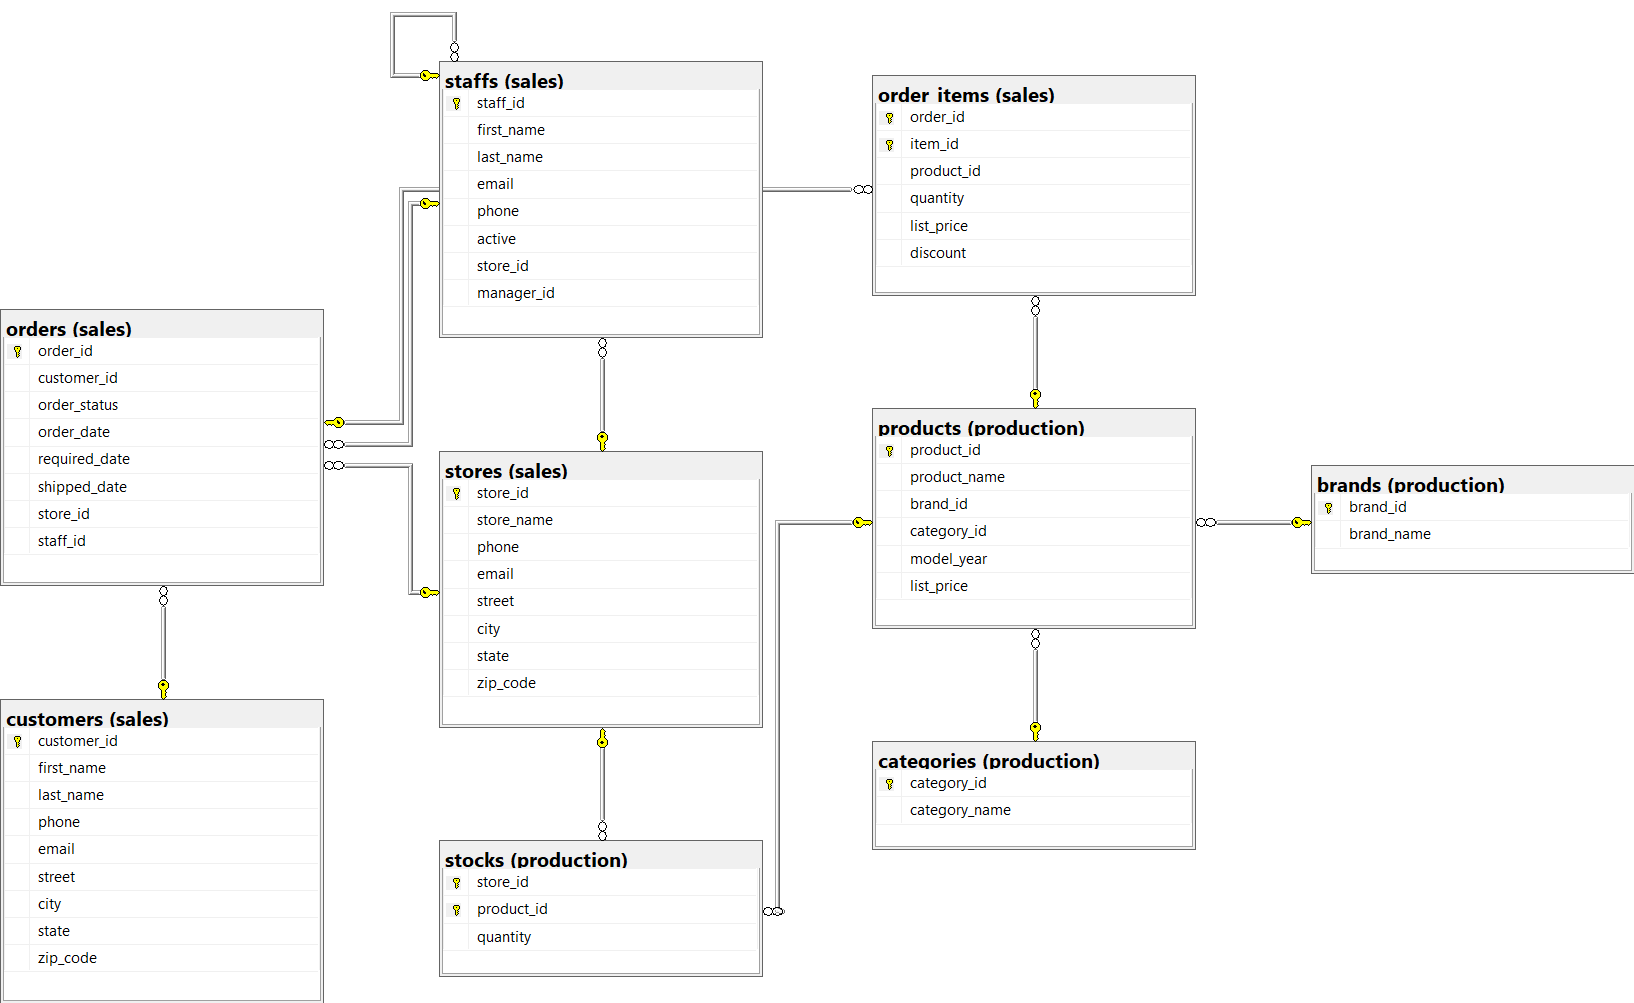 staffs (sales)
staff_id
first_name
last_name
email
phone
active
store_id
manager_id
order_items (sales)
order_id
item_id
product_id
quantity
list_price
discount
orders (sales)
order_id
customer_id
order_status
order_date
required_date
shipped_date
store_id
staff_id
stores (sales)
store_id
store_name
phone
email
street
city
state
zip_code
products (production)
product_id
product_name
brand_id
category_id
model_year
list_price
brands (production)
brand_id
brand_name
customers (sales)
customer_id
first_name
last_name
phone
email
street
city
state
zip_code
stocks (production)
store_id
product_id
quantity
categories (production)
category_id
category_name